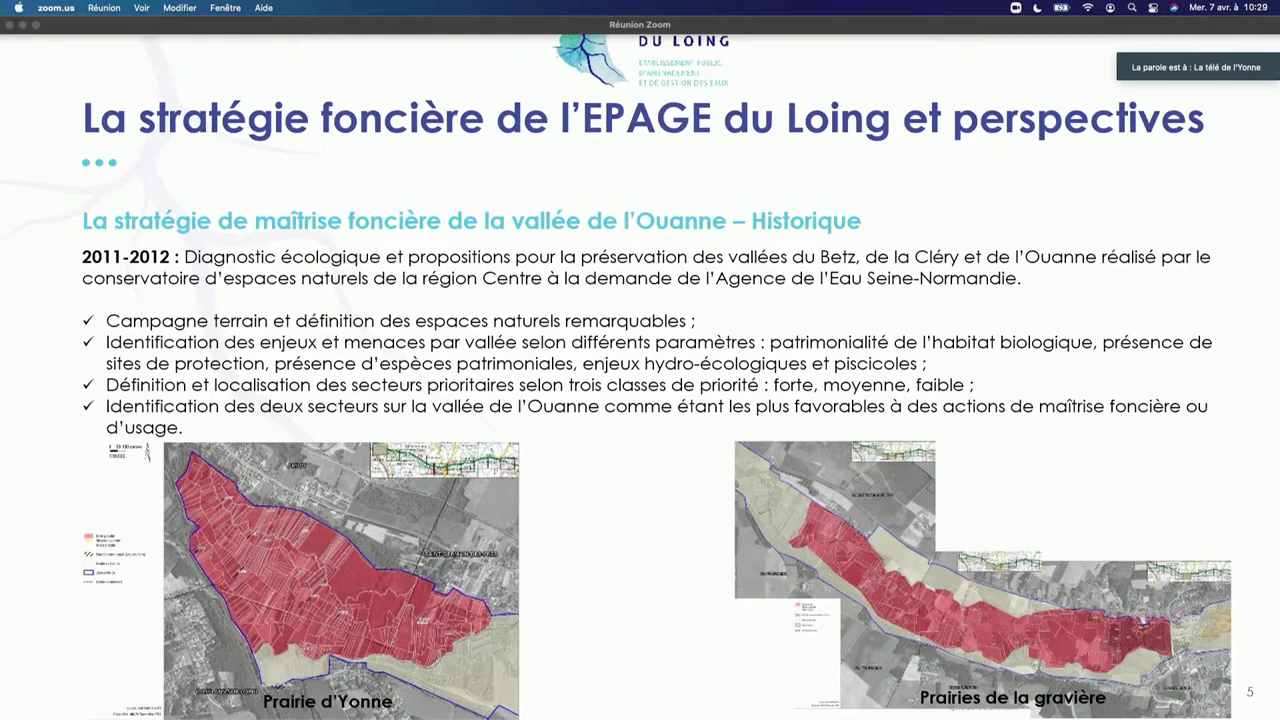 zoom.us Réunion Voir Modifier Fenêtre Aide
Mer. 7 avr. à 10:29
Réunion Zoom
DU LOING
ÉTABLISSEMENT PUBLIC
D'AMÉNAGEMENT
ET DE GESTION DES EAUX
La parole est à : La télé de l'Yonne
La stratégie foncière de l'EPAGE du Loing et perspectives
La stratégie de maîtrise foncière de la vallée de l'Ouanne – Historique
2011-2012 : Diagnostic écologique et propositions pour la préservation des vallées du Betz, de la Cléry et de l'Ouanne réalisé par le
conservatoire d'espaces naturels de la région Centre à la demande de l'Agence de l'Eau Seine-Normandie.
✓ Campagne terrain et définition des espaces naturels remarquables ;
✓ Identification des enjeux et menaces par vallée selon différents paramètres : patrimonialité de l'habitat biologique, présence de
sites de protection, présence d'espèces patrimoniales, enjeux hydro-écologiques et piscicoles ;
✓ Définition et localisation des secteurs prioritaires selon trois classes de priorité : forte, moyenne, faible ;
✓ Identification des deux secteurs sur la vallée de l'Ouanne comme étant les plus favorables à des actions de maîtrise foncière ou
d'usage.
Prairie d'Yonne
Prairies de la gravière
5